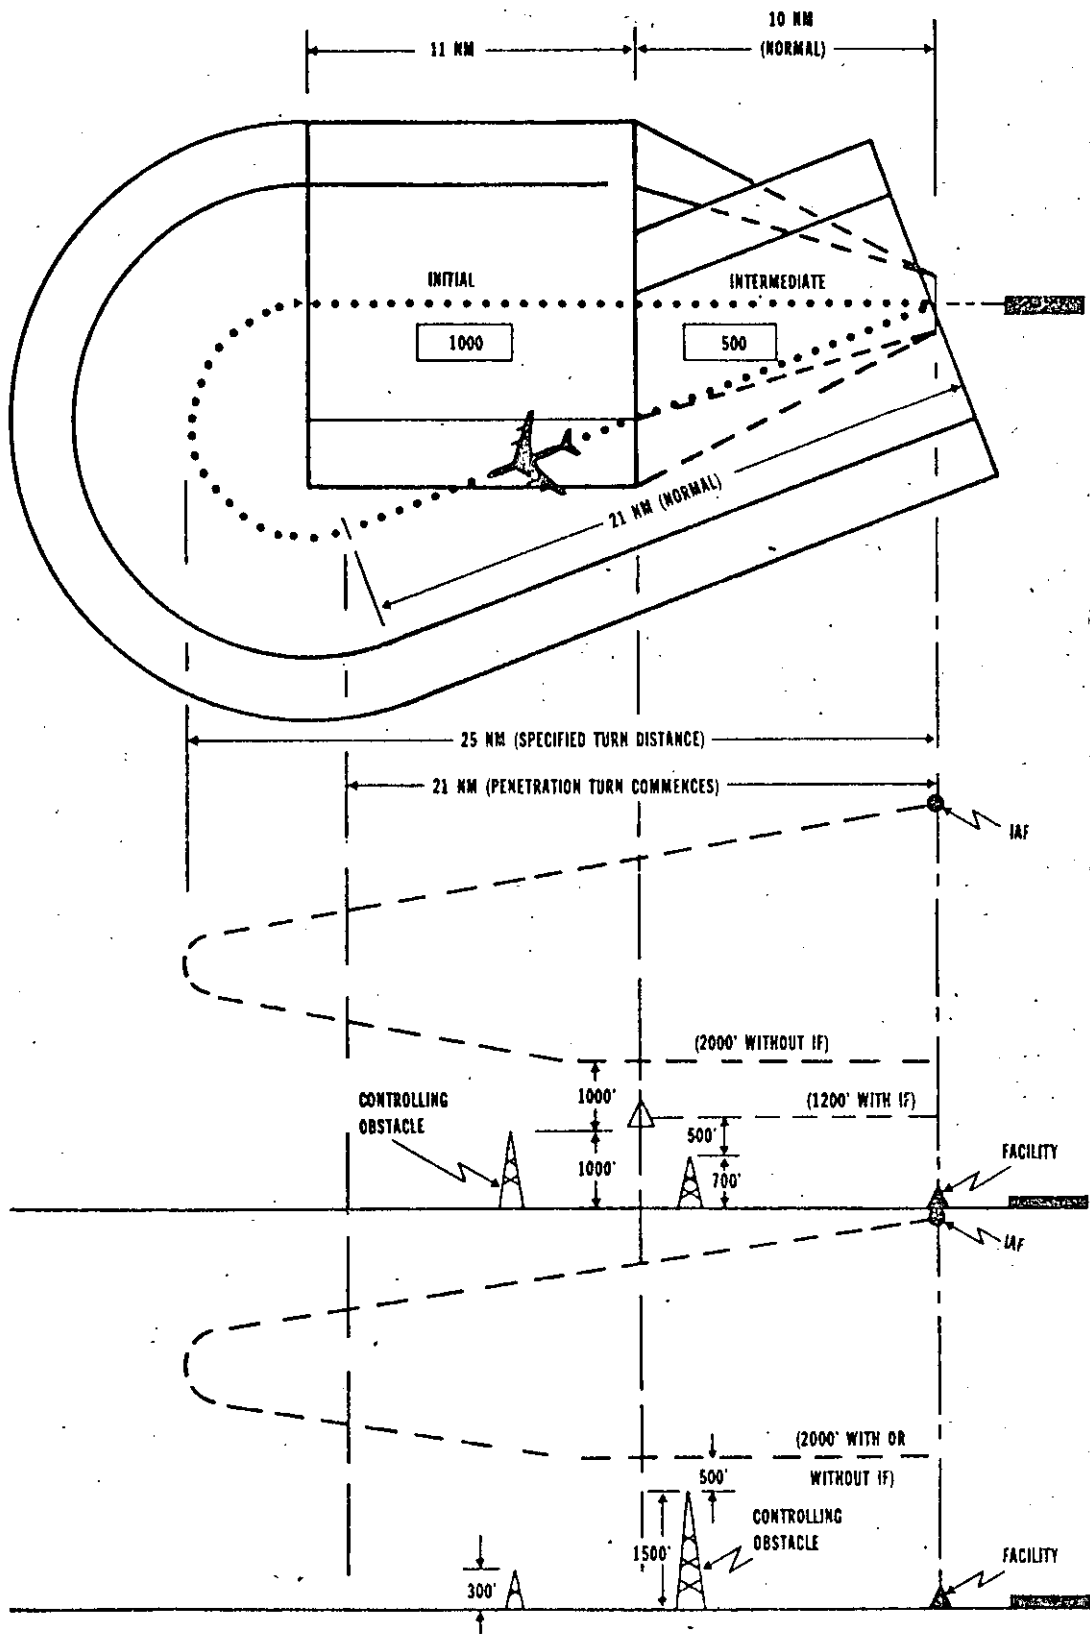 10 NM
11 NM
(NORMAL)
INITIAL
INTERMEDIATE
1000
500
21 NM (NORMAL)
25 NM (SPECIFIED TURN DISTANCE)
21 NM (PENETRATION TURN COMMENCES)
IAF
(2000' WITHOUT IF)
1000'
(1200' WITH IF)
CONTROLLING
OBSTACLE
500'
1000'
700'
FACILITY
IAF
(2000' WITH OR
WITHOUT IF)
500'
CONTROLLING
OBSTACLE
1500'
300'
FACILITY